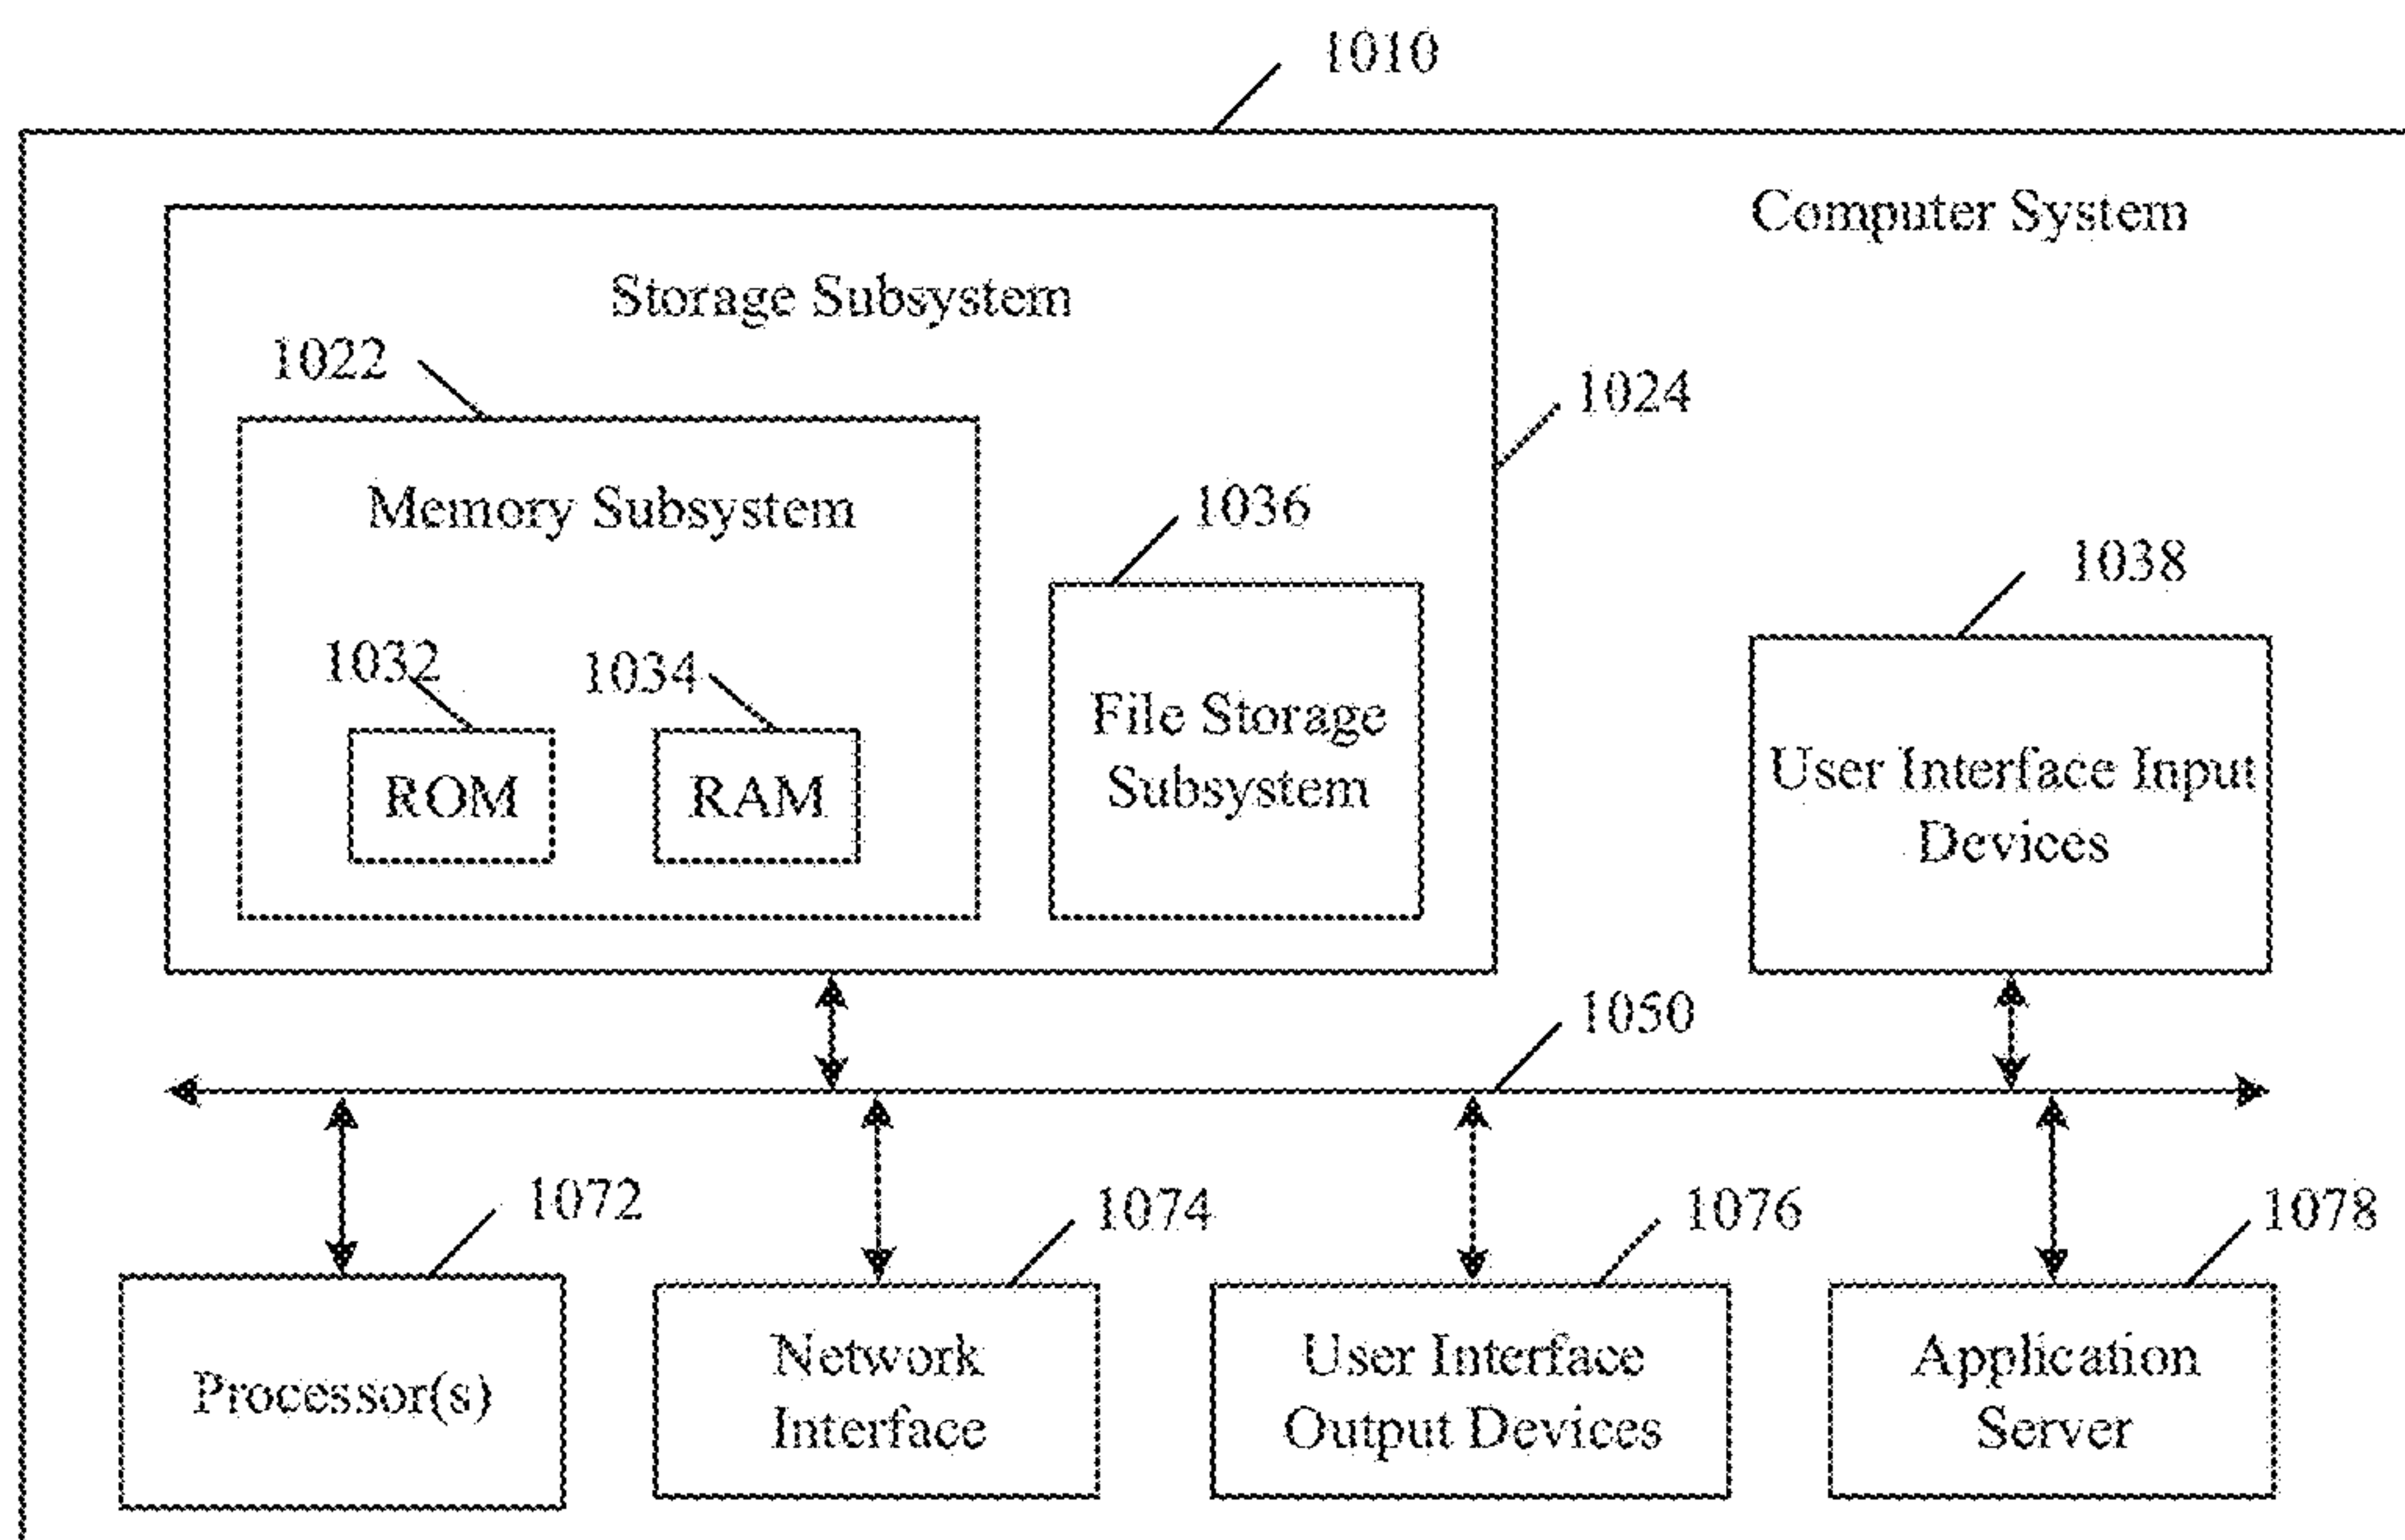 1010
Computer System
Storage Subsystem
1022
1024
Memory Subsystem
1036
1038
1032
1034
File Storage
Subsystem
ROM
RAM
User Interface Input
Devices
1050
1072
1074
1076
1078
Processor(s)
Network
Interface
User Interface
Output Devices
Application
Server